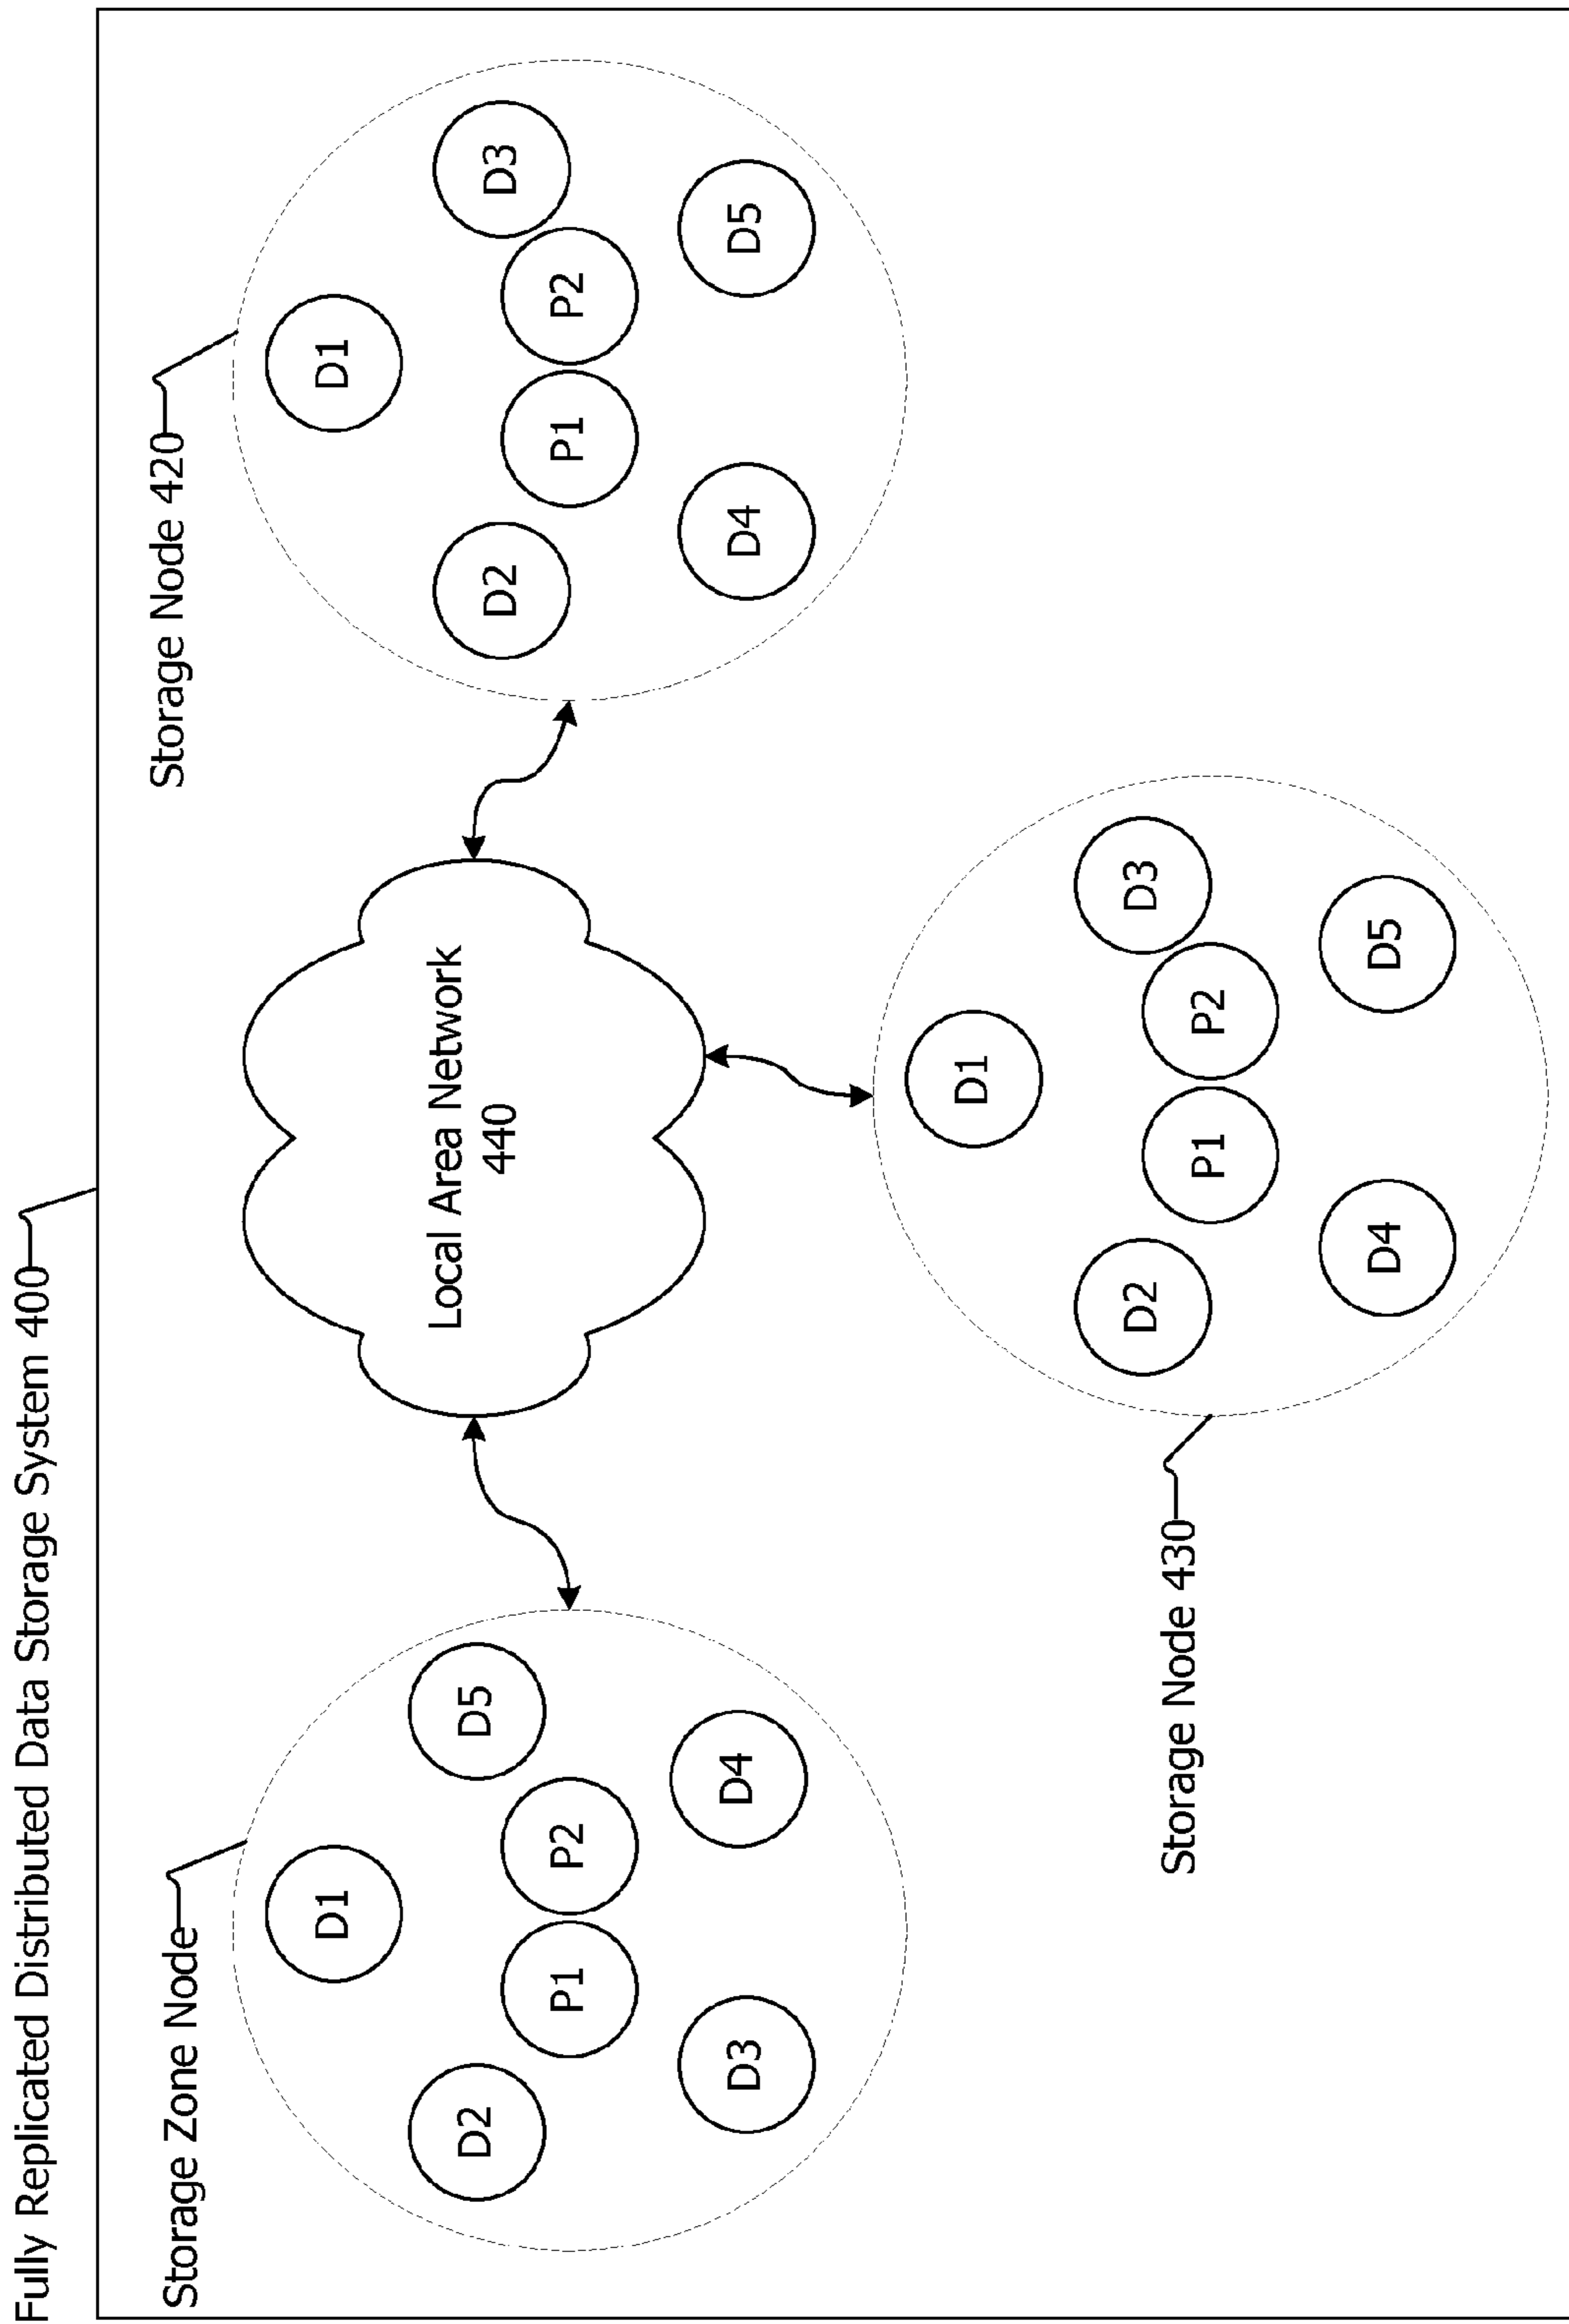 Fully Replicated Distributed Data Storage System 400
Storage Zone Node
D1
D2
D5
P1
P2
D3
D4
Local Area Network
440
Storage Node 420
D1
D2
D3
P1
P2
D4
D5
Storage Node 430
D1
D2
D3
P1
P2
D4
D5